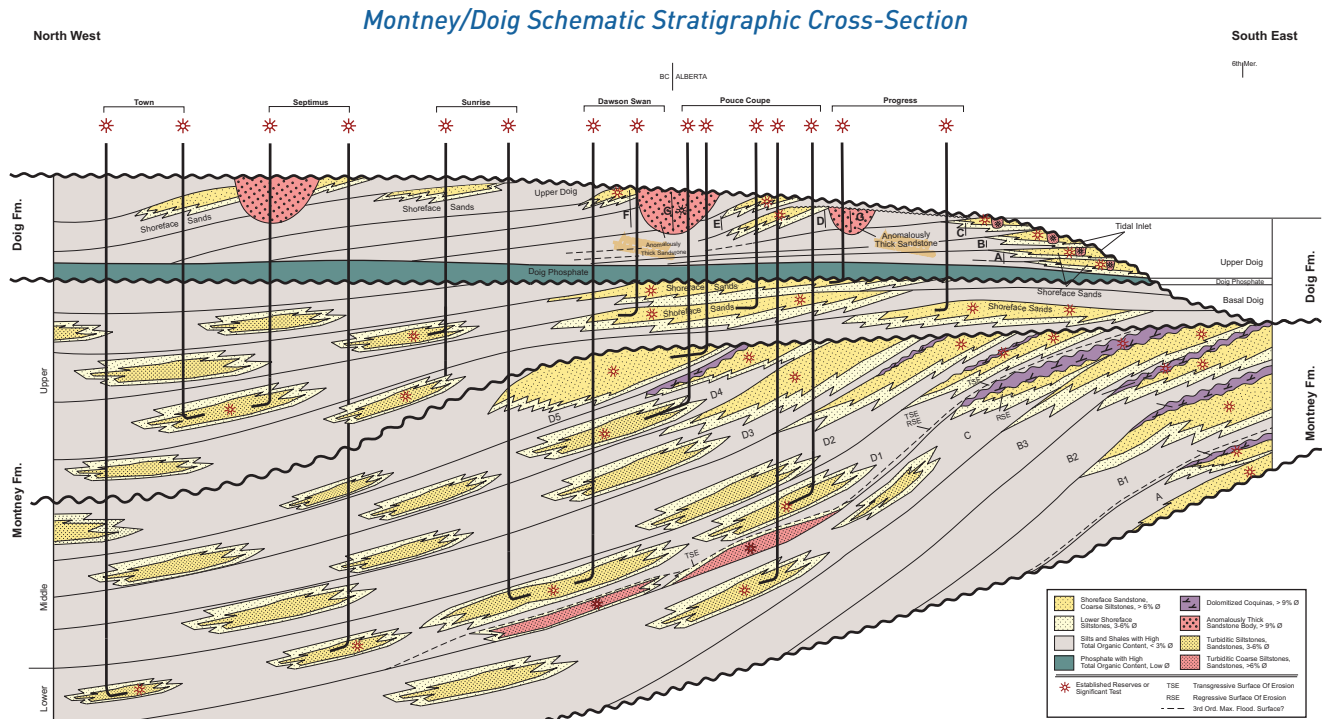 Montney/Doig Schematic Stratigraphic Cross-Section
North West
South East
6th Mer.
BC
ALBERTA
Town
Septimus
Sunrise
Dawson Swan
Pouce Coupe
Progress
Doig Fm.
Shoreface Sands
Shoreface Sands
Upper Doig
F
G
E
D
G
C
B
A
Tidal Inlet
Anomalously
Thick Sandstone
Anomalously
Thick Sandstone
Doig Phosphate
Upper Doig
Doig Phosphate
Basal Doig
Doig Fm.
Shoreface Sands
Shoreface Sands
Shoreface Sands
Shoreface Sands
Montney Fm.
Upper
Middle
Lower
Montney Fm.
D5
D4
D3
D2
D1
TSE
RSE
TSE
RSE
C
B3
B2
B1
A
TSE
Shoreface Sandstone,
Coarse Siltstones, > 6% Ø
Lower Shoreface
Siltstones, 3-6% Ø
Silts and Shales with High
Total Organic Content, < 3% Ø
Phosphate with High
Total Organic Content, Low Ø
Dolomitized Coquinas, > 9% Ø
Anomalously Thick
Sandstone Body, > 9% Ø
Turbiditic Siltstones,
Sandstones, 3-6% Ø
Turbiditic Coarse Siltstones,
Sandstones, >6% Ø
Established Reserves or
Significant Test
TSE Transgressive Surface Of Erosion
RSE Regressive Surface Of Erosion
3rd Ord. Max. Flood. Surface?